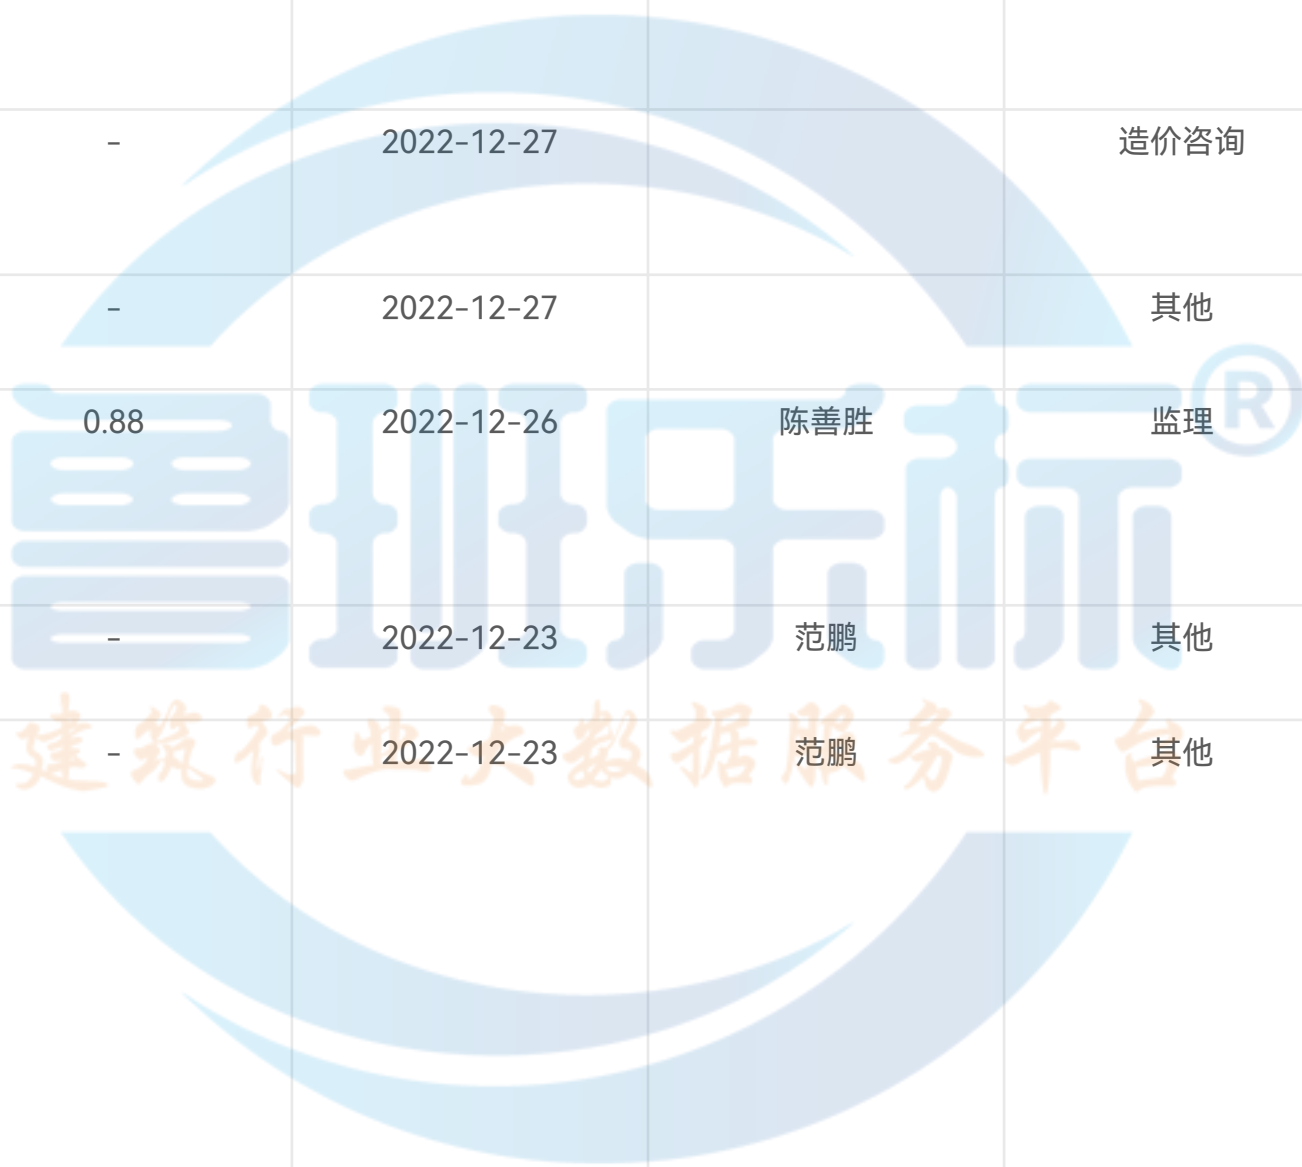 - 2022-12-27 造价咨询
- 2022-12-27 其他
0.88 2022-12-26 陈善胜 监理
- 2022-12-23 范鹏 其他
- 2022-12-23 范鹏 其他
鲁班乐标®
建筑行业大数据服务平台